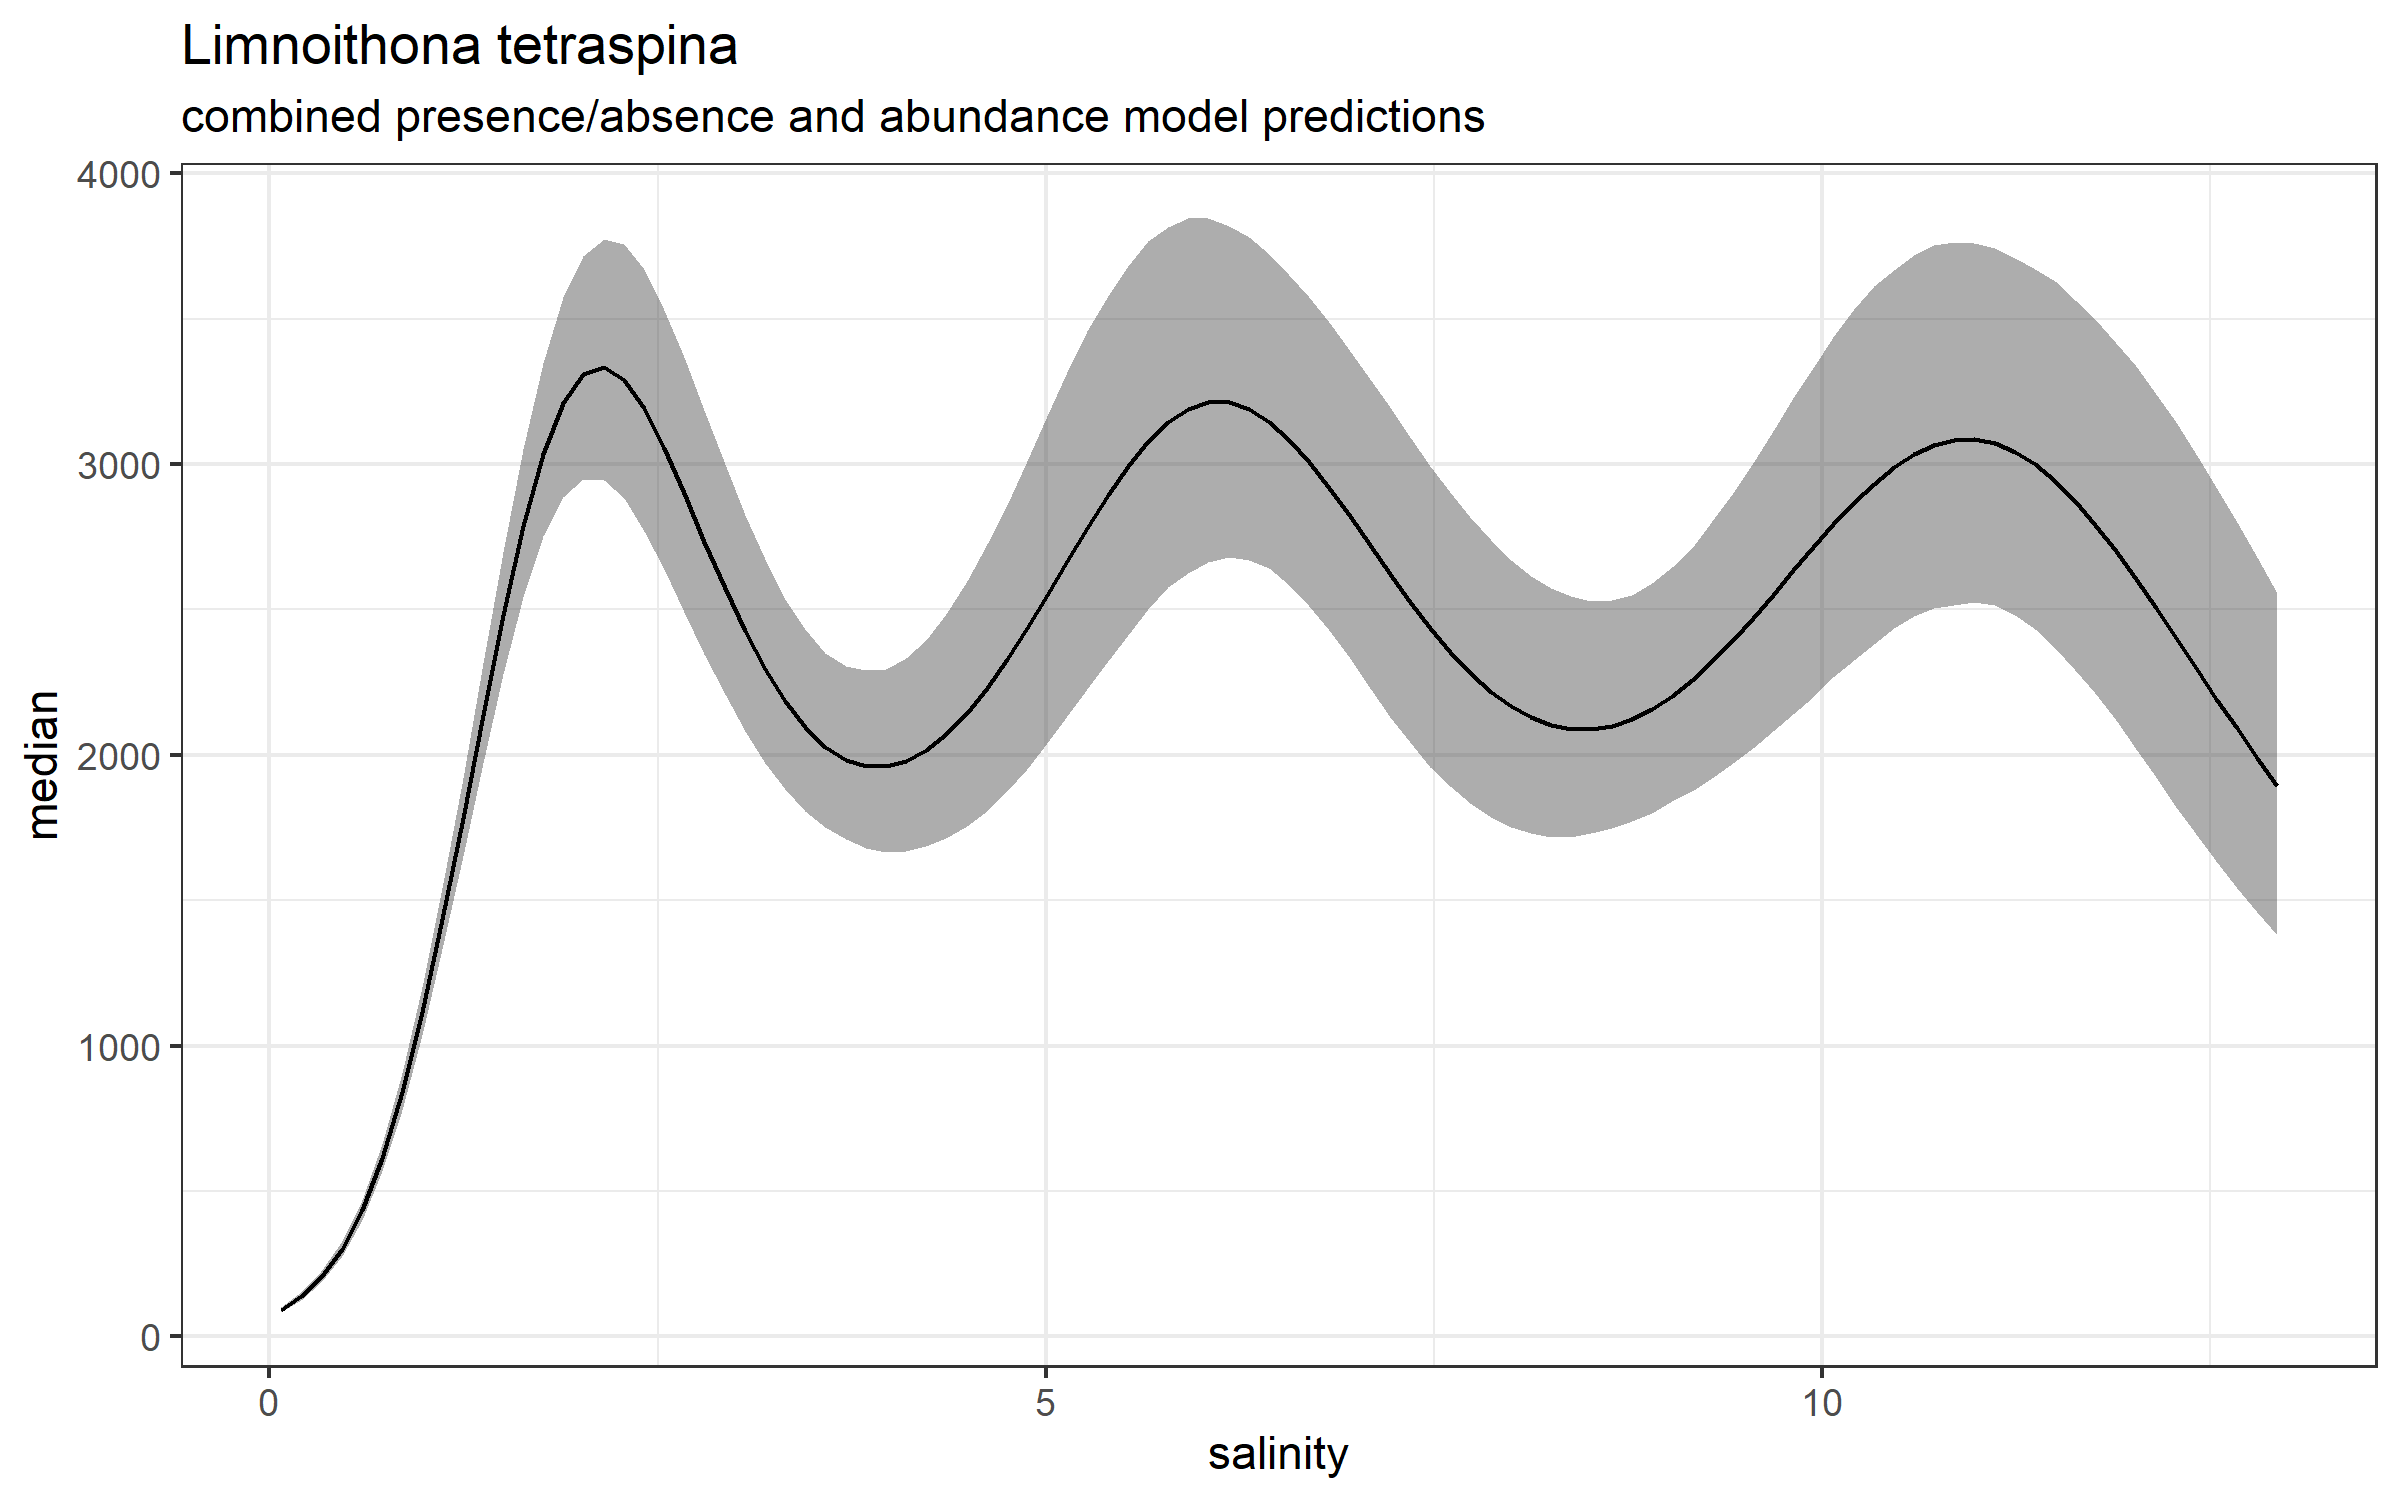 Limnoithona tetraspina
combined presence/absence and abundance model predictions
4000
3000
2000
1000
0
median
0 5 10
salinity